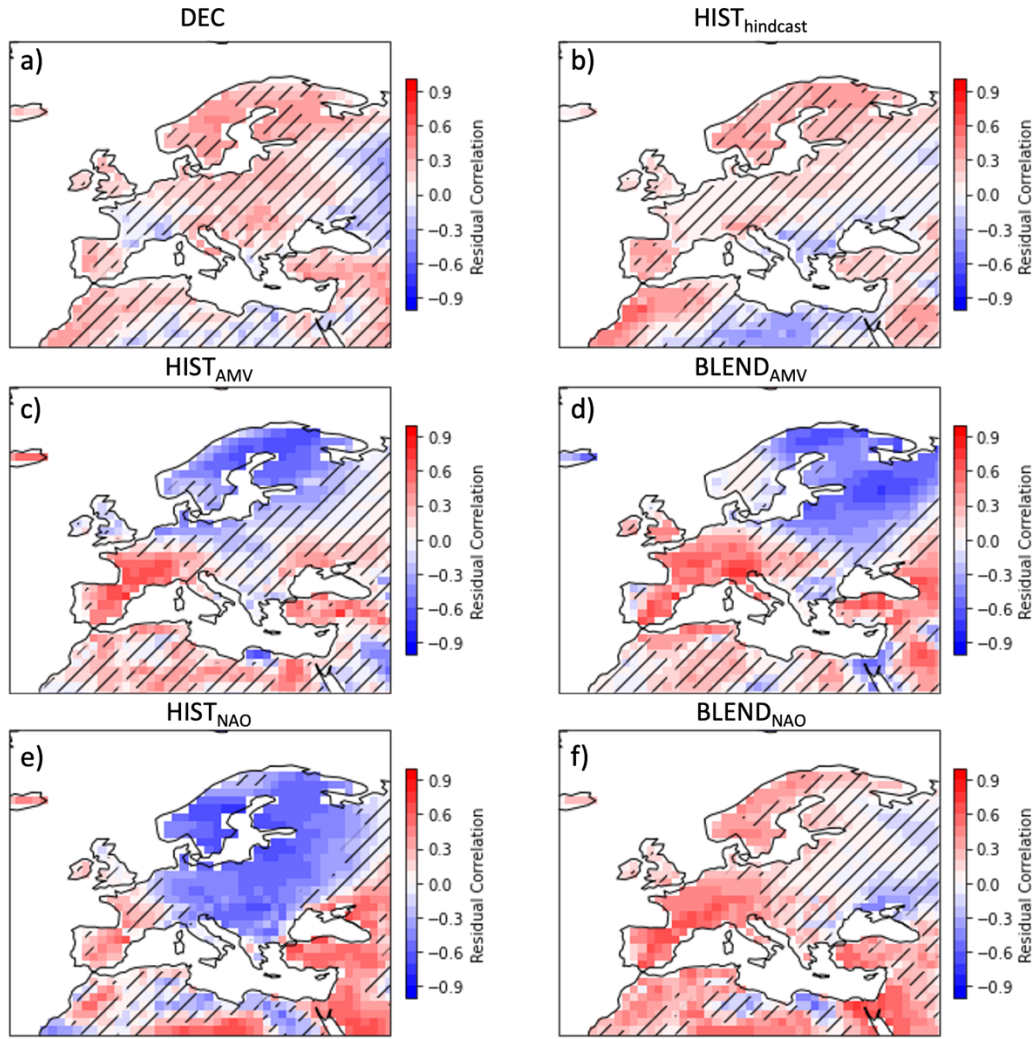 DEC
HIST_hindcast
a)
b)
0.9
0.6
0.3
0.0
−0.3
−0.6
−0.9
Residual Correlation
0.9
0.6
0.3
0.0
−0.3
−0.6
−0.9
Residual Correlation
HIST_AMV
BLEND_AMV
c)
d)
0.9
0.6
0.3
0.0
−0.3
−0.6
−0.9
Residual Correlation
0.9
0.6
0.3
0.0
−0.3
−0.6
−0.9
Residual Correlation
HIST_NAO
BLEND_NAO
e)
f)
0.9
0.6
0.3
0.0
−0.3
−0.6
−0.9
Residual Correlation
0.9
0.6
0.3
0.0
−0.3
−0.6
−0.9
Residual Correlation